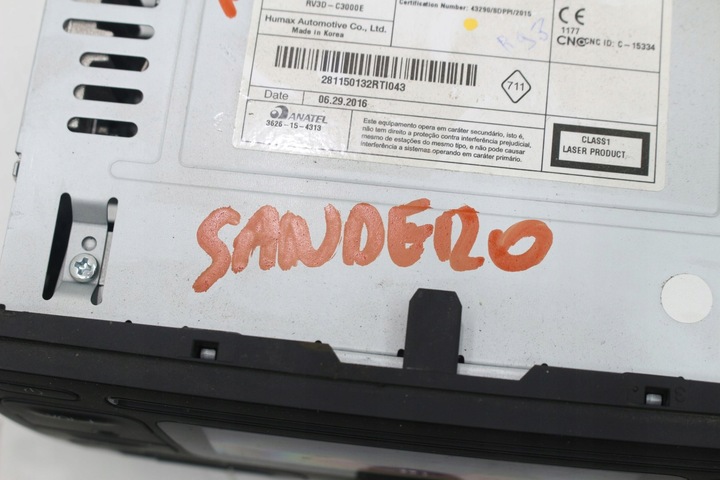 RV3D-C3000E
Certification Number: 43290/SDPPI/2015
Humax Automotive Co., Ltd.
Made in Korea
CE
1177
CNC ID: C-15334
281150132RTI043
711
Date 06.29.2016
ANATEL
3626-15-4313
Este equipamento opera em caráter secundário, isto é,
não tem direito a proteção contra interferência prejudicial,
mesmo de estações do mesmo tipo, e não pode causar
interferência a sistemas operando em caráter primário.
CLASS1
LASER PRODUCT
SANDERO